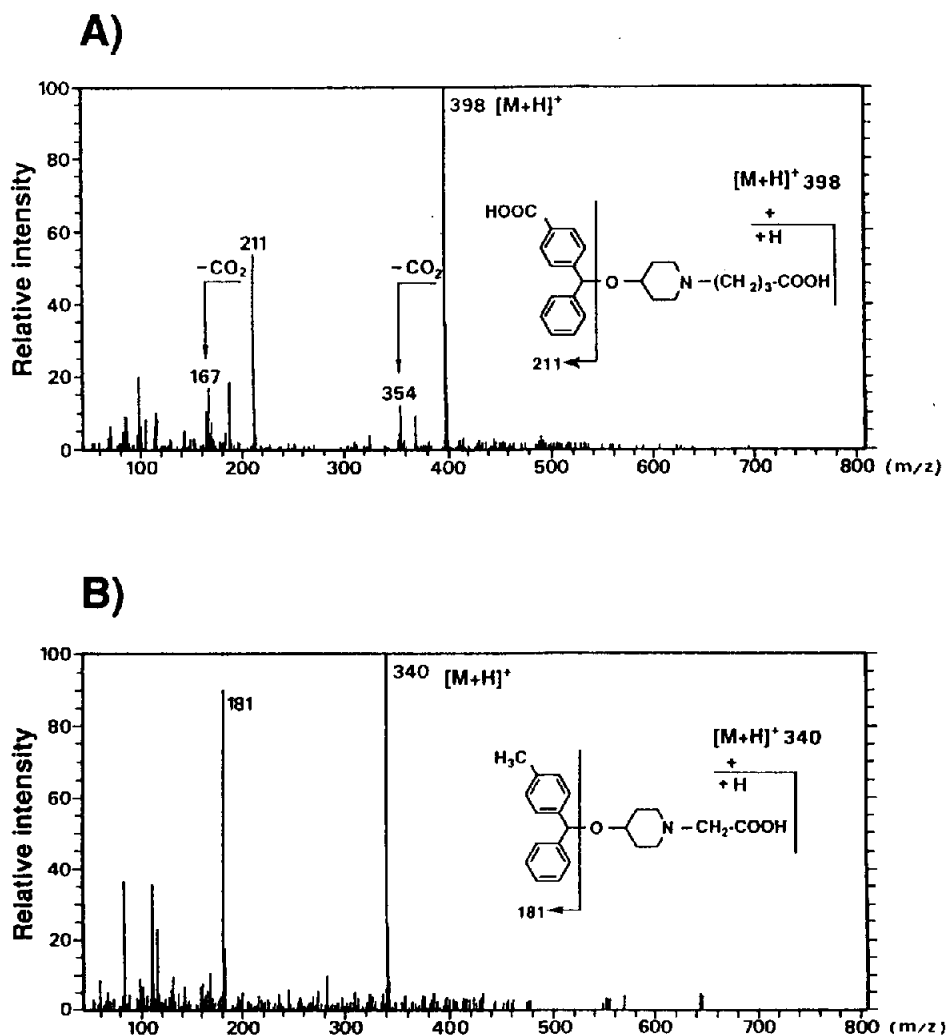 A)
Relative intensity
100
80
60
40
20
0
398 [M+H]⁺
211
−CO₂
167
−CO₂
354
[M+H]⁺ 398
+
+H
HOOC
O
N
(CH₂)₃-COOH
211
100
200
300
400
500
600
700
800
(m/z)
B)
Relative intensity
100
80
60
40
20
0
340 [M+H]⁺
181
[M+H]⁺ 340
+
+H
H₃C
O
N
CH₂-COOH
181
100
200
300
400
500
600
700
800
(m/z)